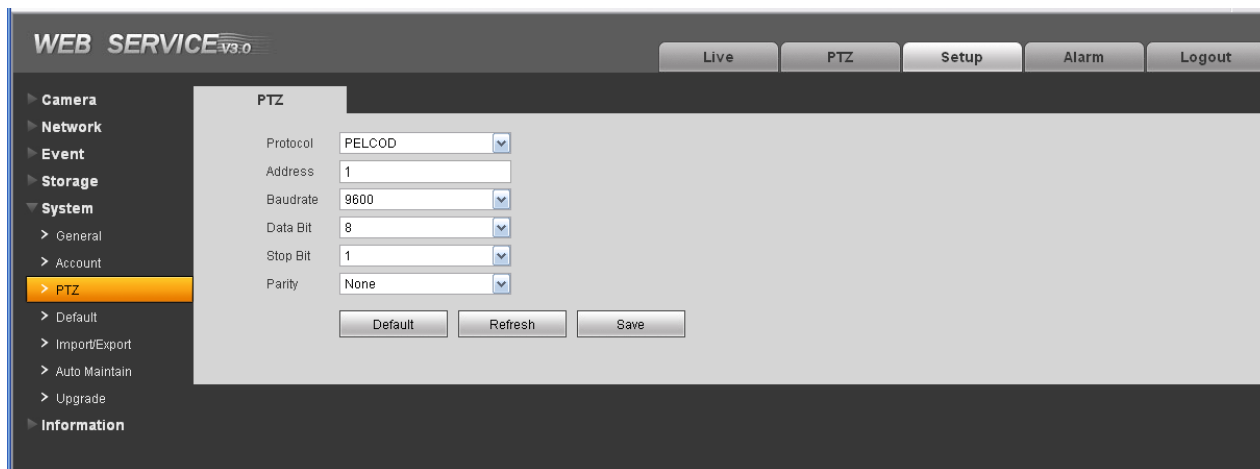 WEB SERVICE V3.0
Live
PTZ
Setup
Alarm
Logout
Camera
Network
Event
Storage
System
> General
> Account
> PTZ
> Default
> Import/Export
> Auto Maintain
> Upgrade
Information
PTZ
Protocol PELCOD
Address 1
Baudrate 9600
Data Bit 8
Stop Bit 1
Parity None
Default Refresh Save